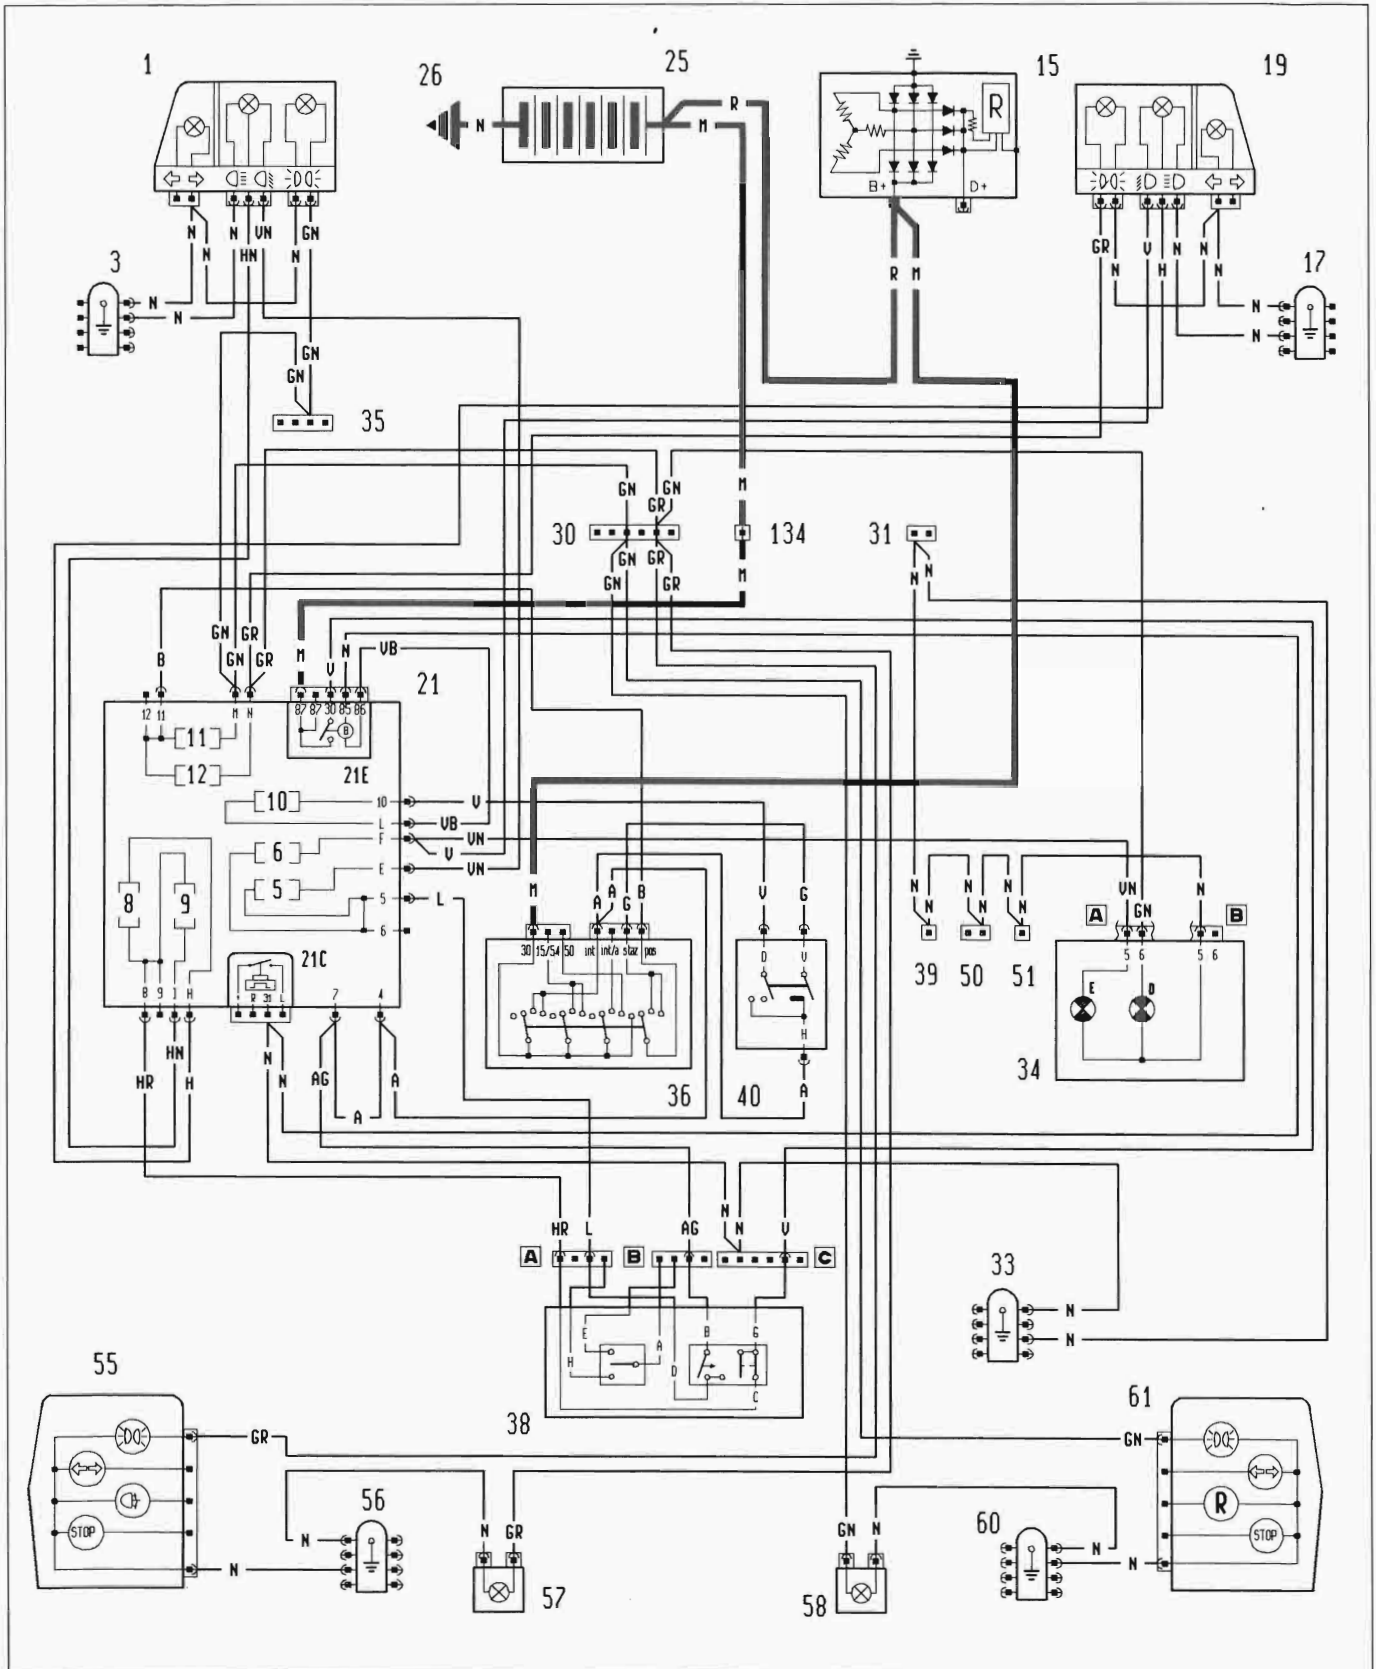 1
26
25
15
19
R
N
M
R
B+
D+
N
N
HN
VN
GN
N
N
GR
N
V
H
N
N
N
3
17
R
M
N
N
N
N
GN
GN
35
M
GN
GR
GN
30
134
31
GN
GN
GR
GR
M
N
N
GN
GR
GN
GR
B
M
V
N
VB
21
12
11
M
N
87
87
30
85
86
B
11
12
21E
10
10
V
L
VB
F
VN
V
6
E
VN
5
5
L
6
8
9
21C
8
9
I
H
R
31
L
7
4
M
A
A
G
B
V
G
30
15/54
50
int
int/a
staz
pos
D
V
H
N
N
N
N
N
VN
GN
N
A
B
39
50
51
5
6
5
6
E
D
34
HN
HR
H
N
N
AG
A
A
36
40
A
HR
L
AG
N
N
V
A
B
C
E
H
A
D
B
G
C
38
33
N
N
55
61
GR
GN
STOP
R
STOP
56
N
N
N
GR
57
GN
N
58
60
N
N